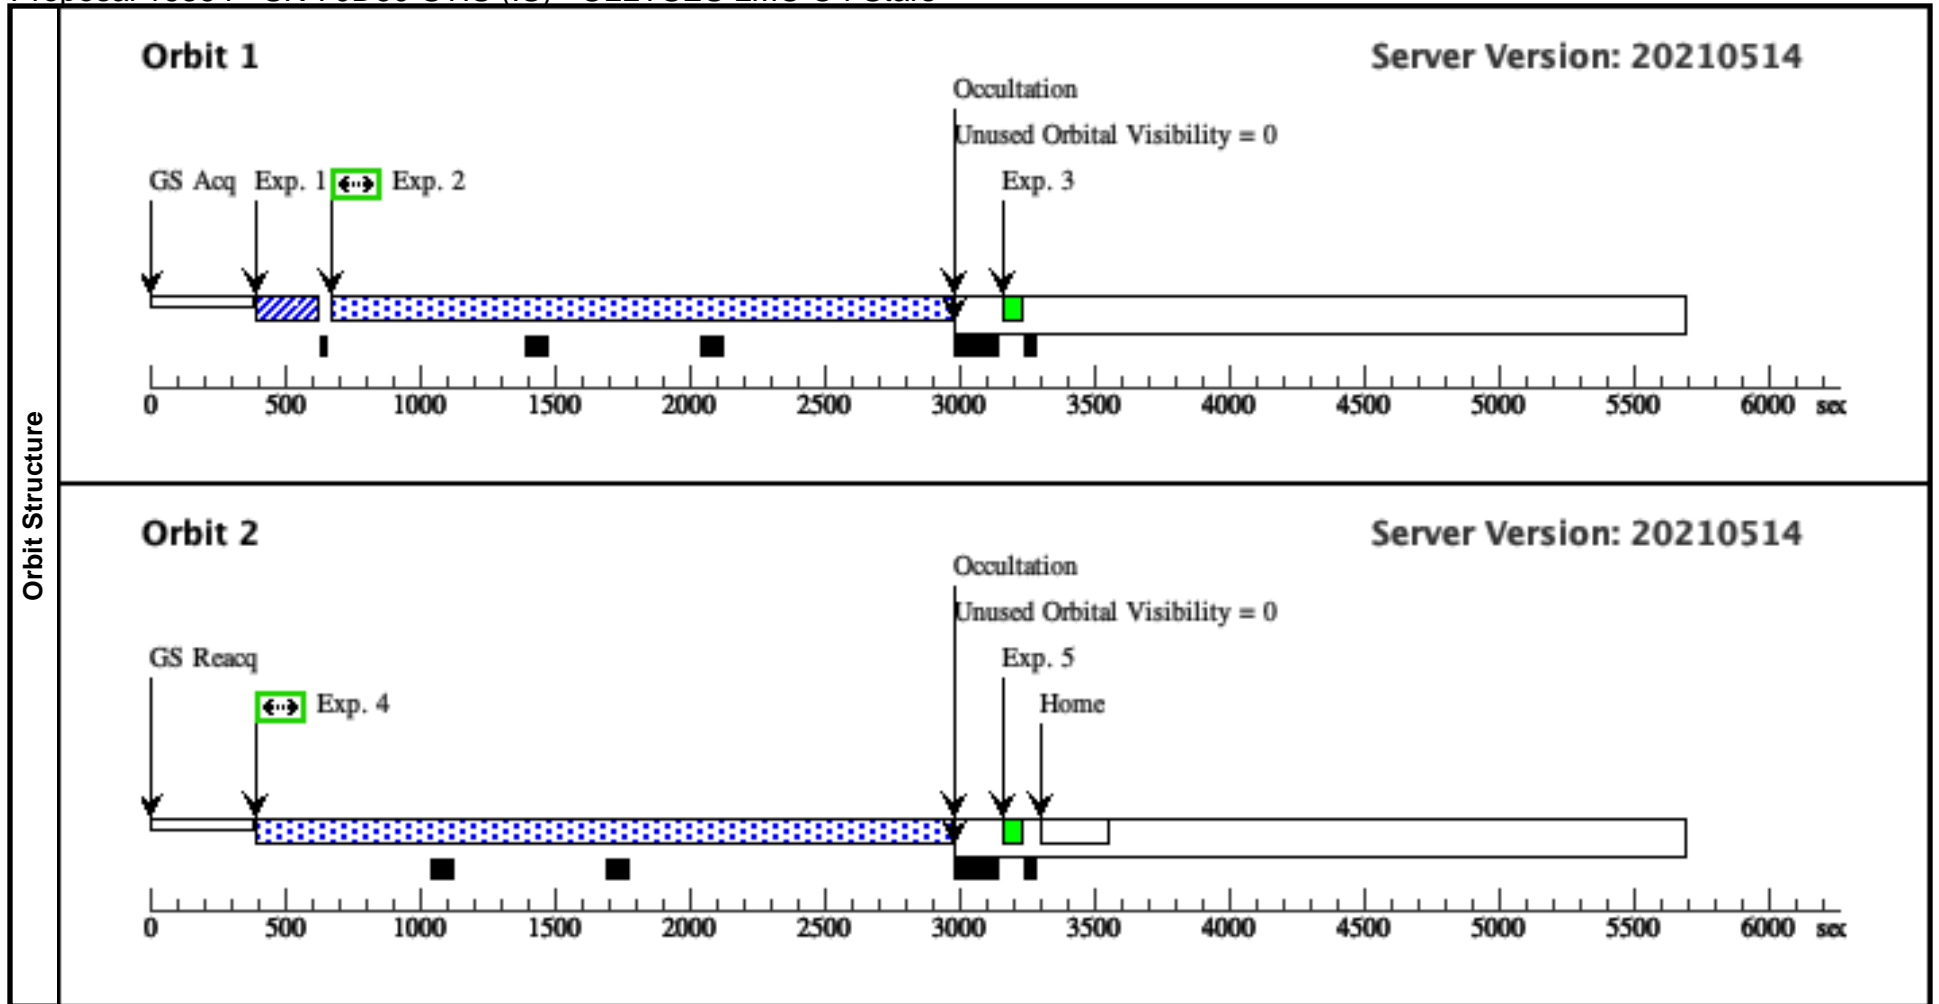 Orbit Structure
Orbit 1 Server Version: 20210514
Occultation
Unused Orbital Visibility = 0
GS Acq Exp. 1 Exp. 2 Exp. 3
0 500 1000 1500 2000 2500 3000 3500 4000 4500 5000 5500 6000 sec
Orbit 2 Server Version: 20210514
Occultation
Unused Orbital Visibility = 0
GS Reacq Exp. 5
Exp. 4 Home
0 500 1000 1500 2000 2500 3000 3500 4000 4500 5000 5500 6000 sec